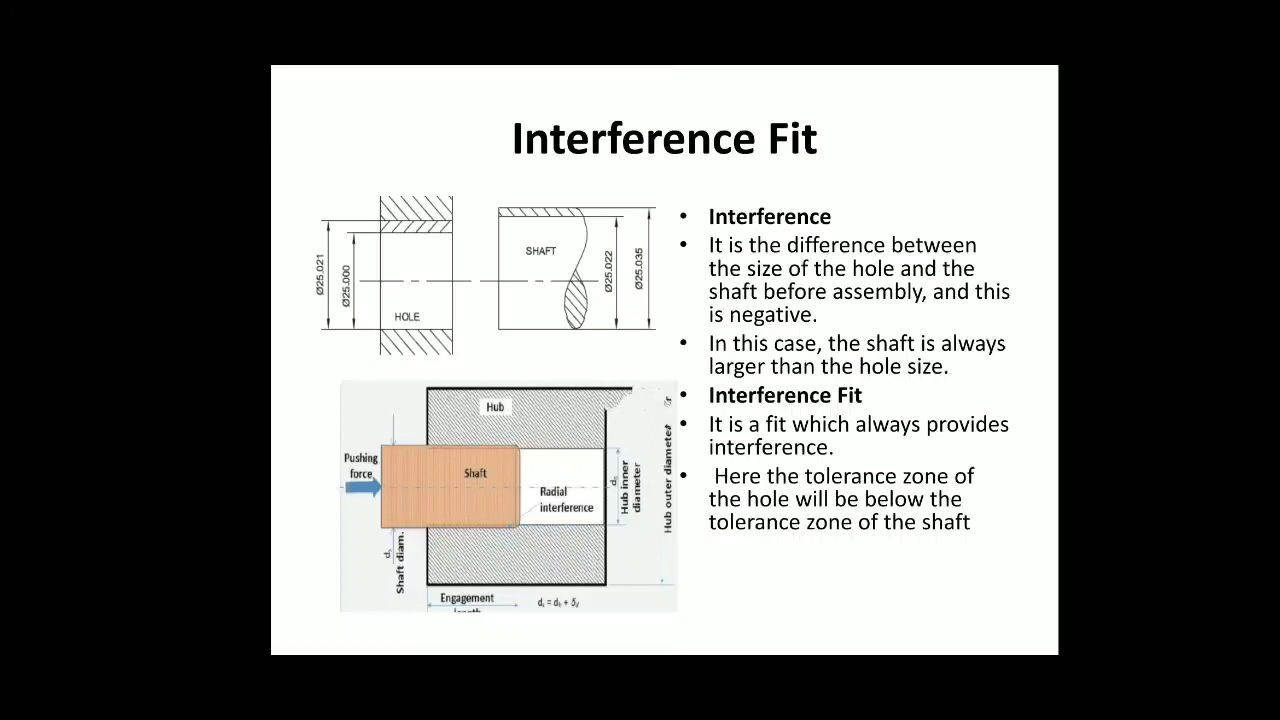 Interference Fit
Ø25.021
Ø25.000
HOLE
SHAFT
Ø25.022
Ø25.035
Hub
Pushing
force
Shaft
Radial
interference
Hub inner
diameter
Hub outer diameter
Shaft diam.
Engagement
length
• Interference
• It is the difference between
the size of the hole and the
shaft before assembly, and this
is negative.
• In this case, the shaft is always
larger than the hole size.
• Interference Fit
• It is a fit which always provides
interference.
• Here the tolerance zone of
the hole will be below the
tolerance zone of the shaft